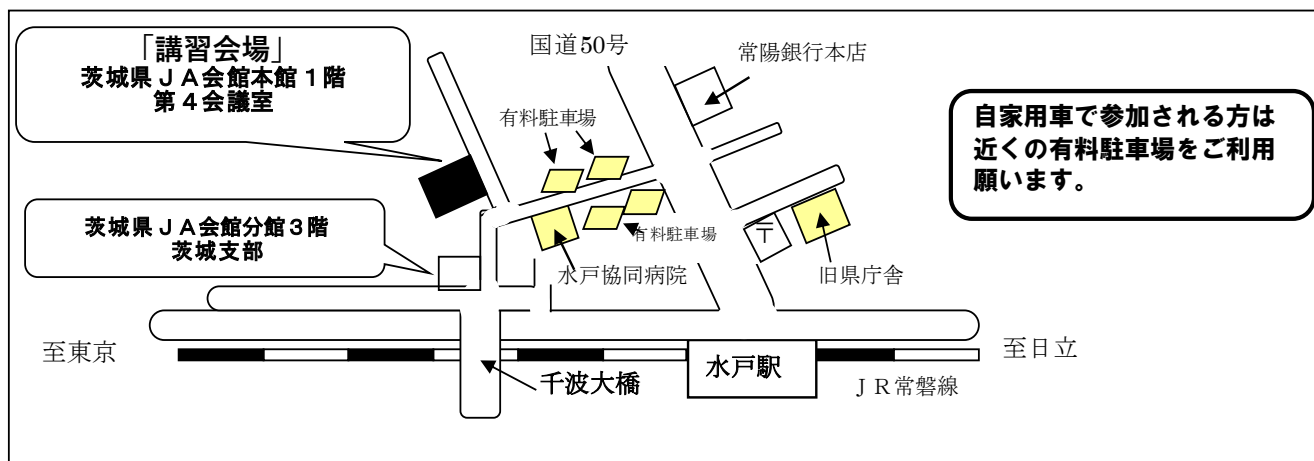 「講習会場」
茨城県ＪＡ会館本館１階
第４会議室
国道50号
常陽銀行本店
有料駐車場
自家用車で参加される方は
近くの有料駐車場をご利用
願います。
茨城県ＪＡ会館分館３階
茨城支部
有料駐車場
〒
水戸協同病院
旧県庁舎
至東京
至日立
水戸駅
千波大橋
ＪＲ常磐線